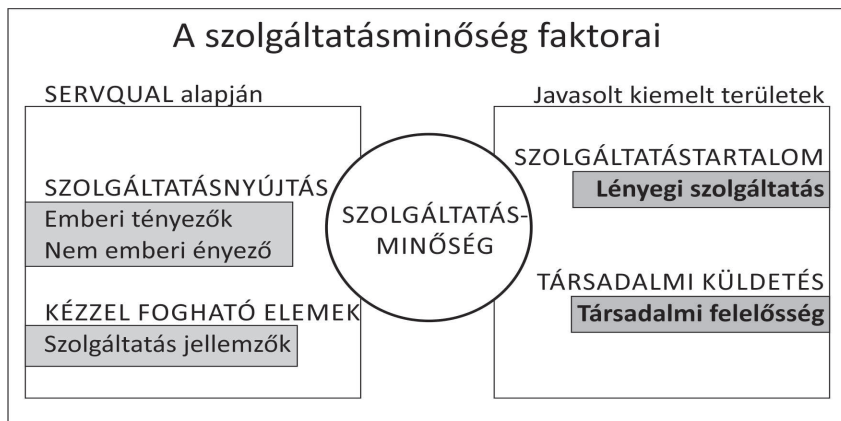 A szolgáltatásminőség faktorai
SERVQUAL alapján
SZOLGÁLTATÁSNYÚJTÁS
Emberi tényezők
Nem emberi ényező
KÉZZEL FOGHATÓ ELEMEK
Szolgáltatás jellemzők
SZOLGÁLTATÁS-
MINŐSÉG
Javasolt kiemelt területek
SZOLGÁLTATÁSTARTALOM
Lényegi szolgáltatás
TÁRSADALMI KÜLDETÉS
Társadalmi felelősség